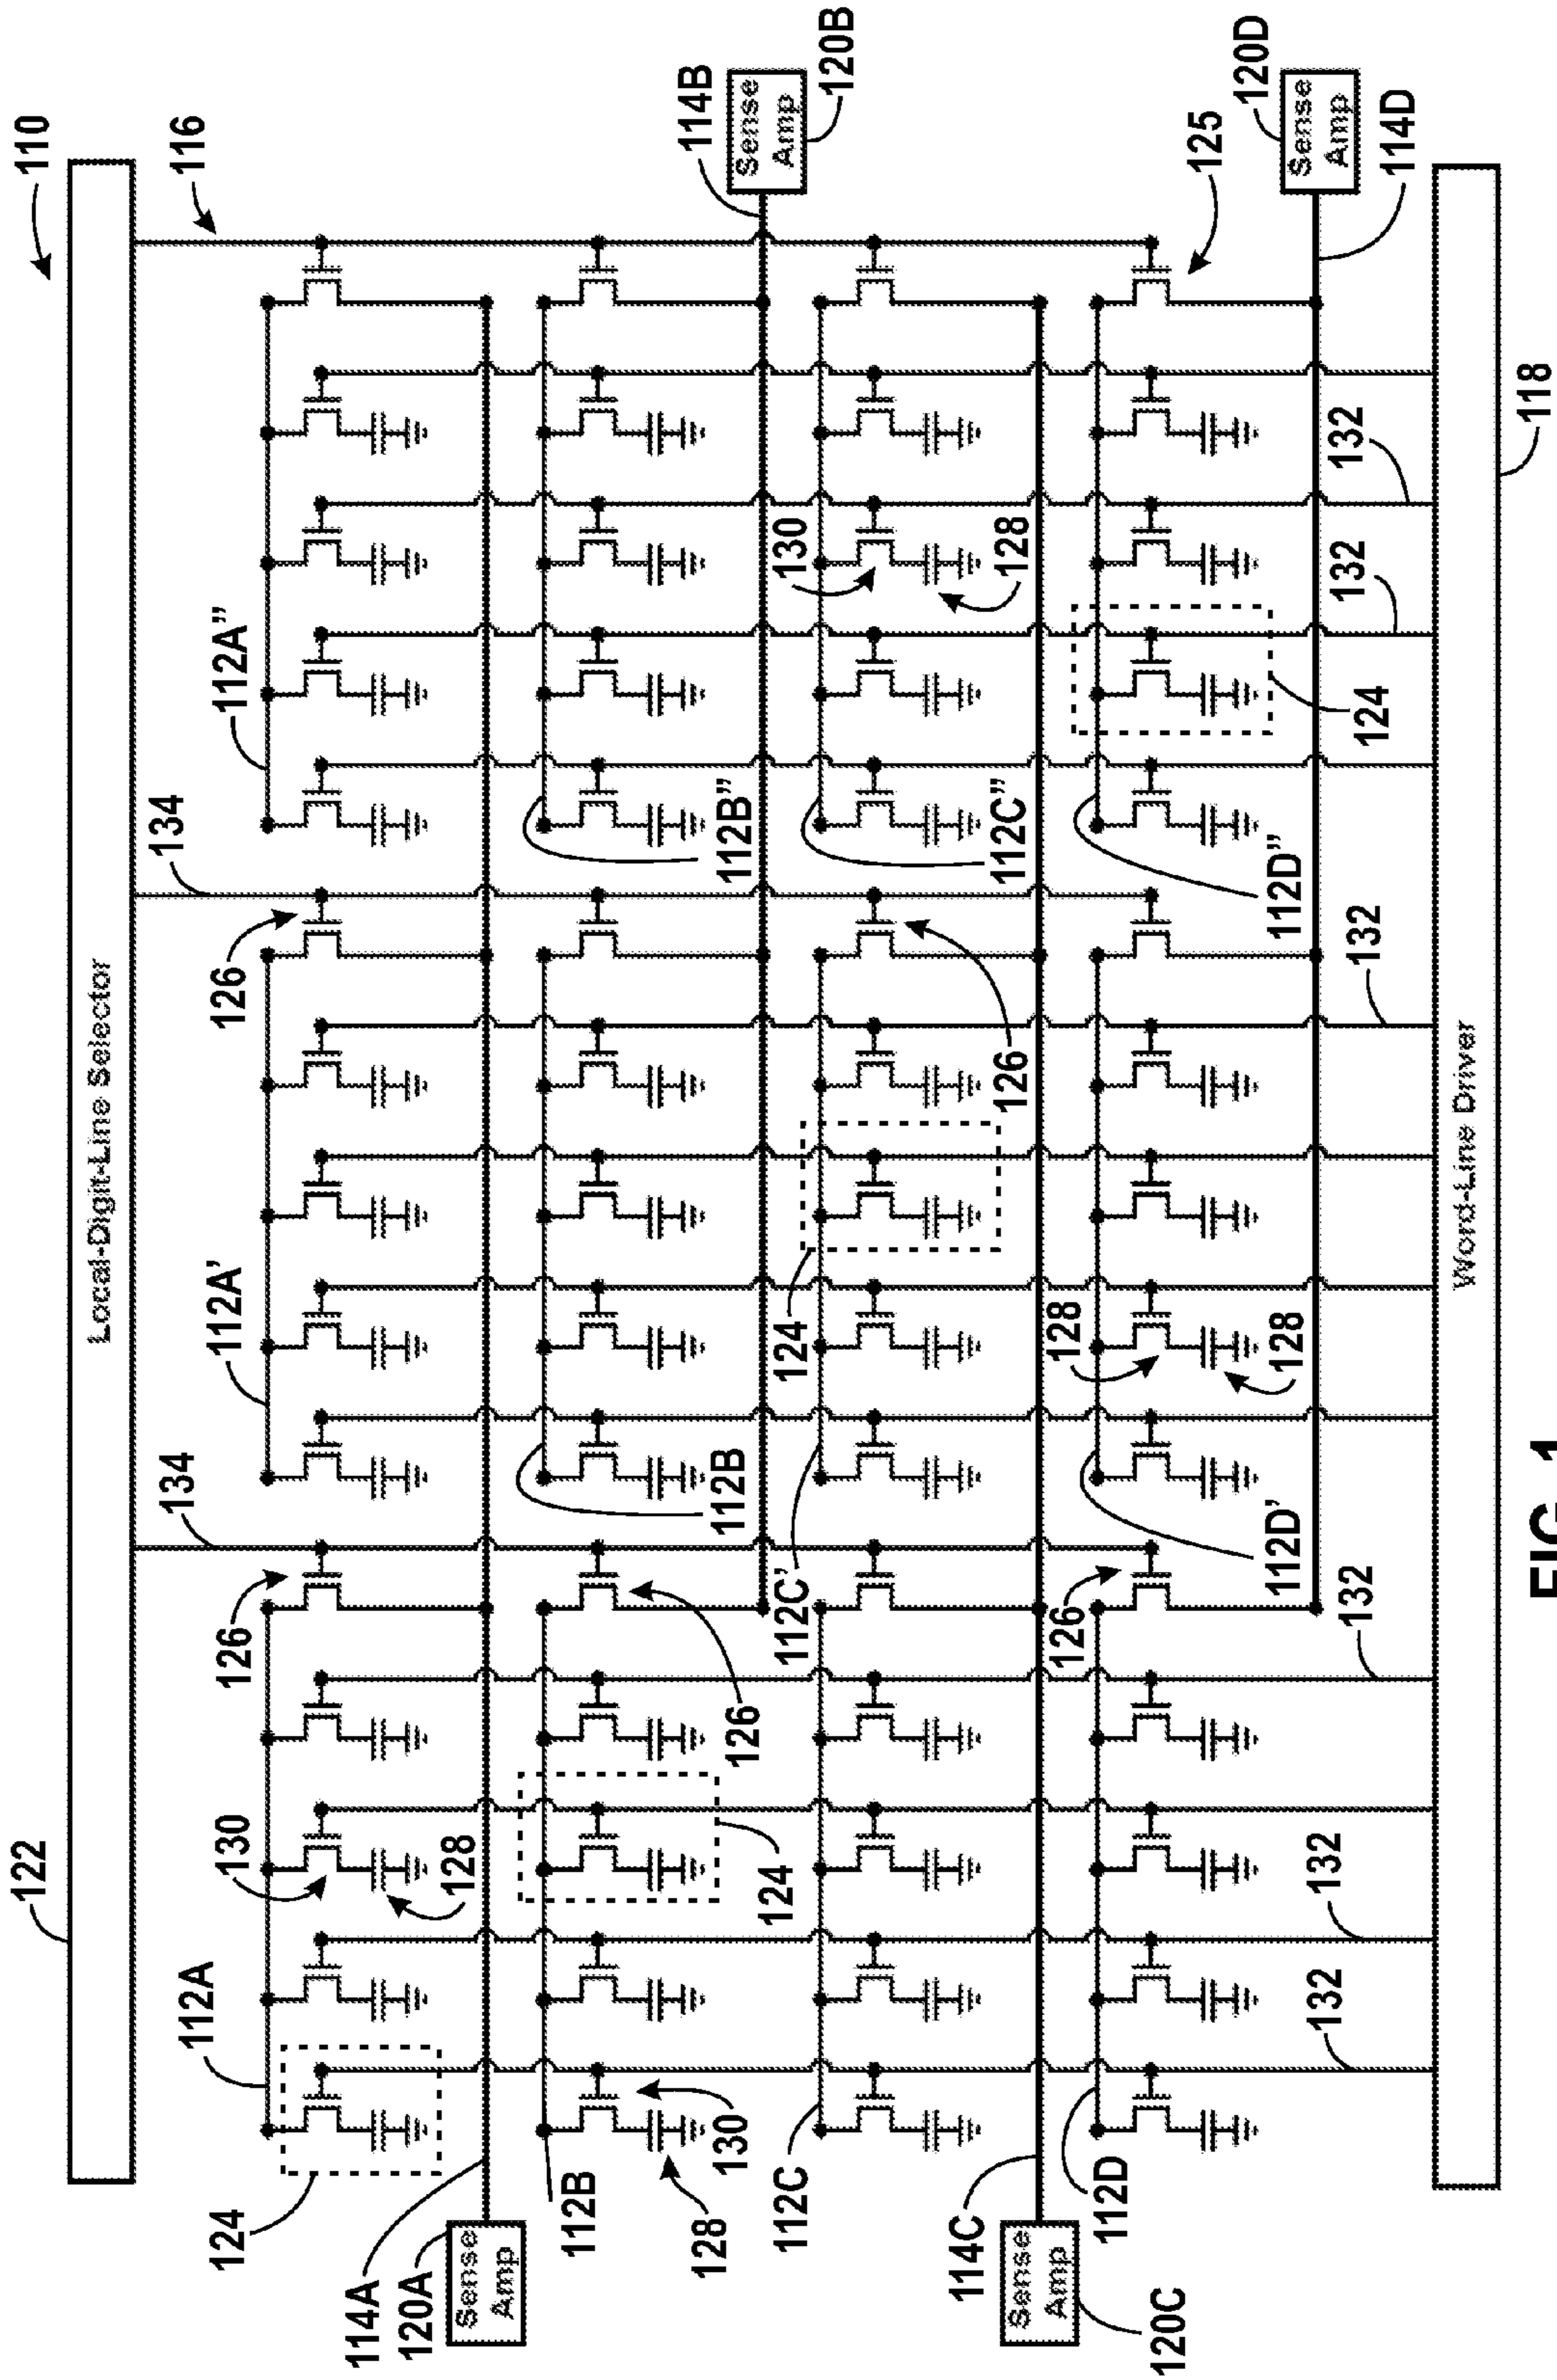 122
110
Local-Digit-Line Selector
112A
134
134
116
124
130
126
112A'
126
112A"
114A
120A
128
Sense
Amp
112B
128
114B
130
126
112B
112B"
Sense
Amp
124
112C
112C'
124
130
120B
114C
126
112C"
128
Sense
Amp
126
128
112D
120C
125
120D
112D'
128
112D"
Sense
Amp
132
132
132
132
132
132
124
114D
Word-Line Driver
118
FIG. 1